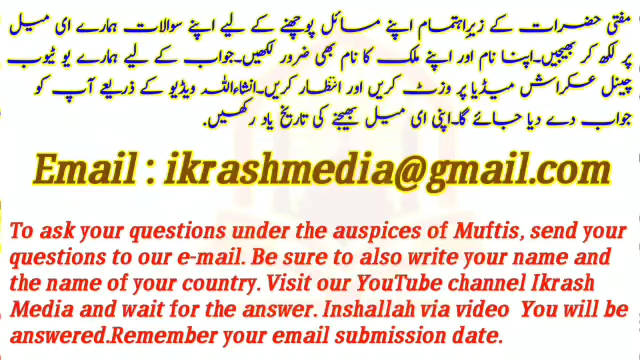 مفتی حضرات کے زیرِاہتمام اپنے مسائل پوچھنے کے لیے اپنے سوالات ہمارے ای میل
پر لکھ کر بھیجیں۔اپنا نام اور اپنے ملک کا نام بھی ضرور لکھیں۔جواب کے لیے ہمارے یو ٹیوب
چینل عکراش میڈیا پر وزٹ کریں اور انتظار کریں۔انشاءاللہ ویڈیو کے ذریعے آپ کو
جواب دے دیا جائے گا۔اپنی ای میل بھیجنے کی تاریخ یاد رکھیں.
Email : ikrashmedia@gmail.com
To ask your questions under the auspices of Muftis, send your
questions to our e-mail. Be sure to also write your name and
the name of your country. Visit our YouTube channel Ikrash
Media and wait for the answer. Inshallah via video You will be
answered.Remember your email submission date.